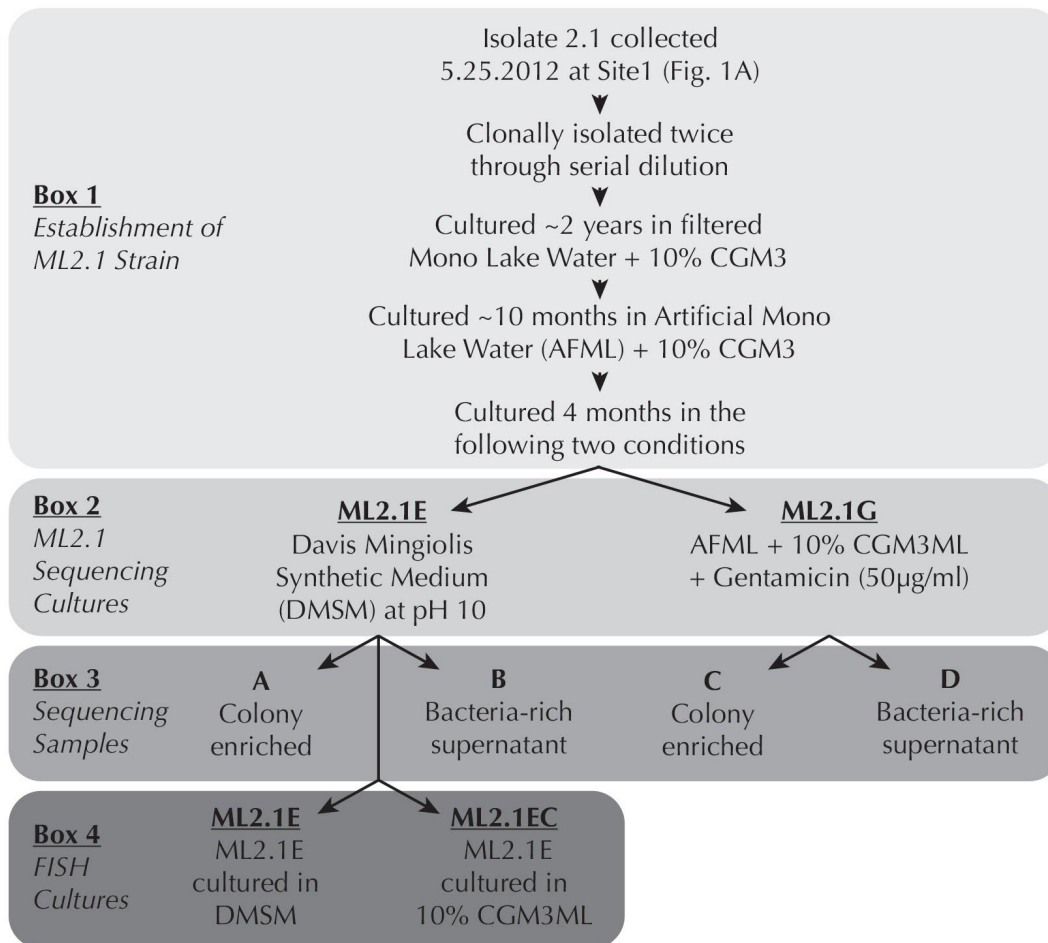 Isolate 2.1 collected
5.25.2012 at Site1 (Fig. 1A)
Clonally isolated twice
through serial dilution
Box 1
Establishment of
ML2.1 Strain
Cultured ~2 years in filtered
Mono Lake Water + 10% CGM3
Cultured ~10 months in Artificial Mono
Lake Water (AFML) + 10% CGM3
Cultured 4 months in the
following two conditions
Box 2
ML2.1
Sequencing
Cultures
ML2.1E
Davis Mingiolis
Synthetic Medium
(DMSM) at pH 10
ML2.1G
AFML + 10% CGM3ML
+ Gentamicin (50µg/ml)
Box 3
Sequencing
Samples
A
Colony
enriched
B
Bacteria-rich
supernatant
C
Colony
enriched
D
Bacteria-rich
supernatant
Box 4
FISH
Cultures
ML2.1E
ML2.1E
cultured in
DMSM
ML2.1EC
ML2.1E
cultured in
10% CGM3ML